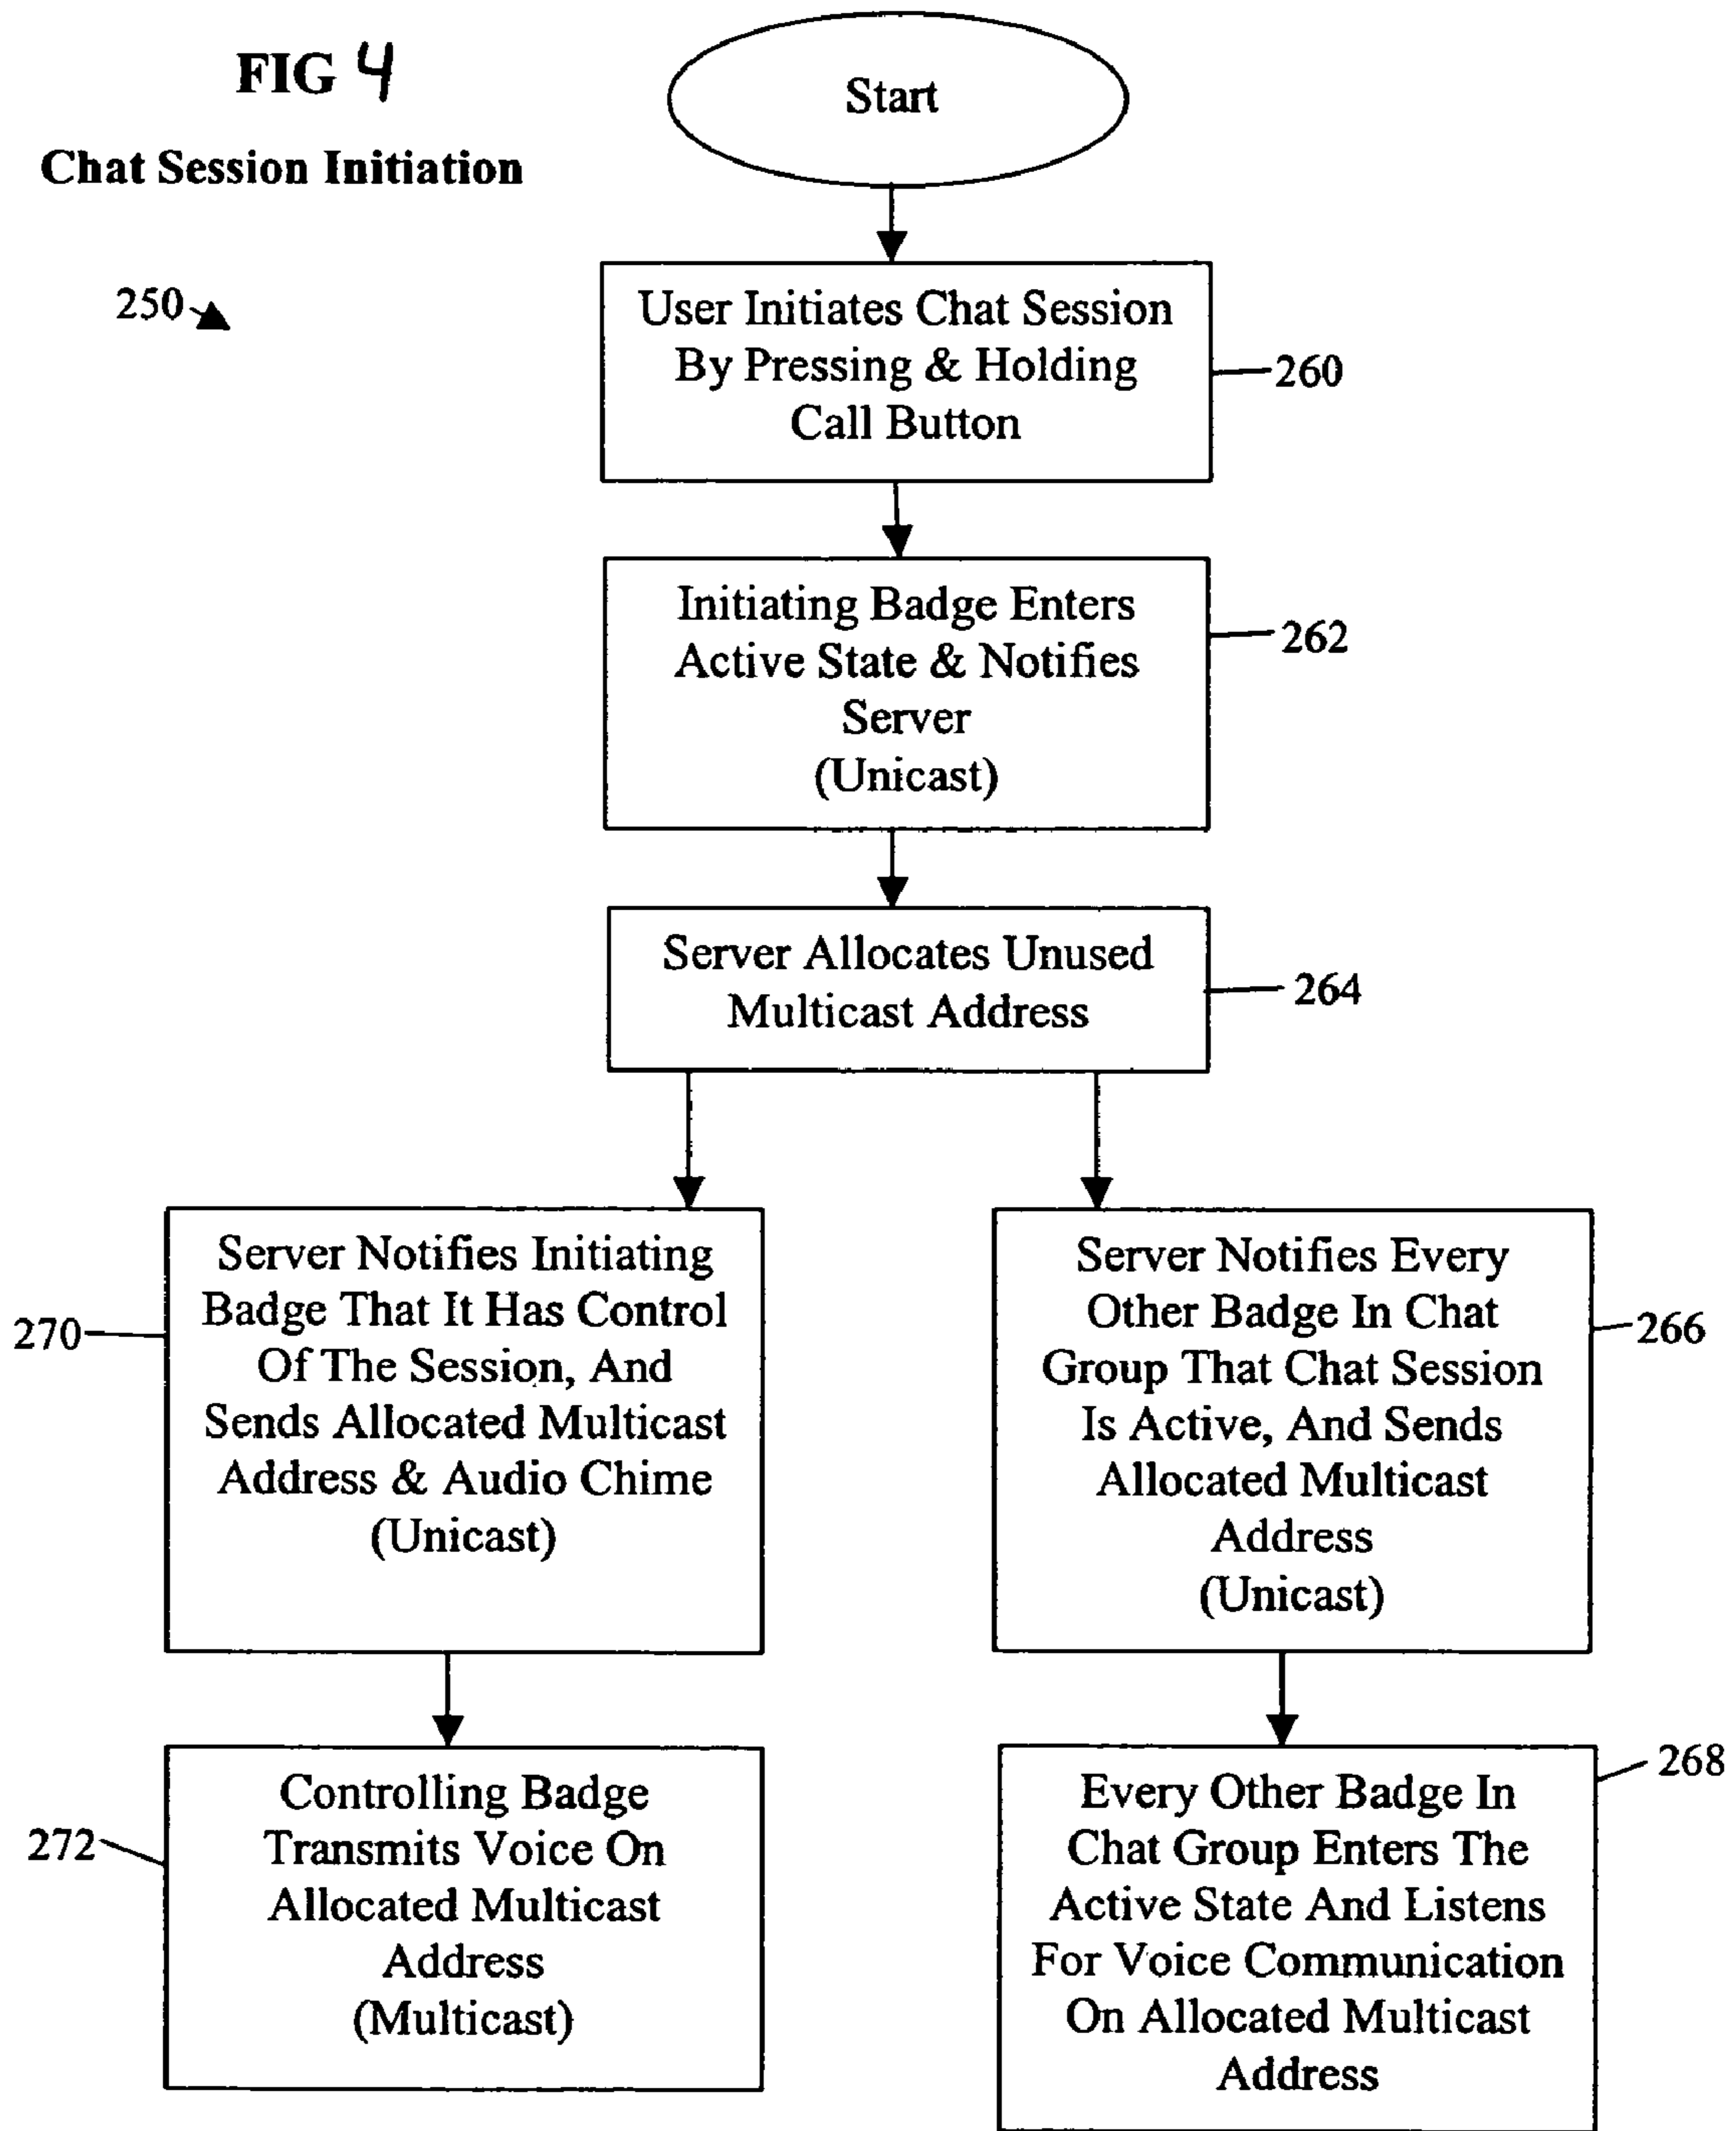 FIG 4
Chat Session Initiation
Start
250
User Initiates Chat Session
By Pressing & Holding
Call Button
260
Initiating Badge Enters
Active State & Notifies
Server
(Unicast)
262
Server Allocates Unused
Multicast Address
264
Server Notifies Initiating
Badge That It Has Control
Of The Session, And
Sends Allocated Multicast
Address & Audio Chime
(Unicast)
270
Server Notifies Every
Other Badge In Chat
Group That Chat Session
Is Active, And Sends
Allocated Multicast
Address
(Unicast)
266
Controlling Badge
Transmits Voice On
Allocated Multicast
Address
(Multicast)
272
Every Other Badge In
Chat Group Enters The
Active State And Listens
For Voice Communication
On Allocated Multicast
Address
268